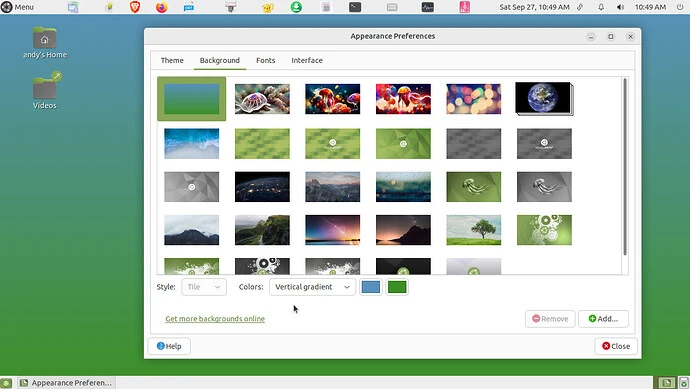 Menu
Sat Sep 27, 10:49 AM
10:49 AM
andy's Home
Videos
Appearance Preferences
Theme
Background
Fonts
Interface
Style:
Tile
Colors:
Vertical gradient
Get more backgrounds online
Remove
Add...
Help
Close
Appearance Preferen...